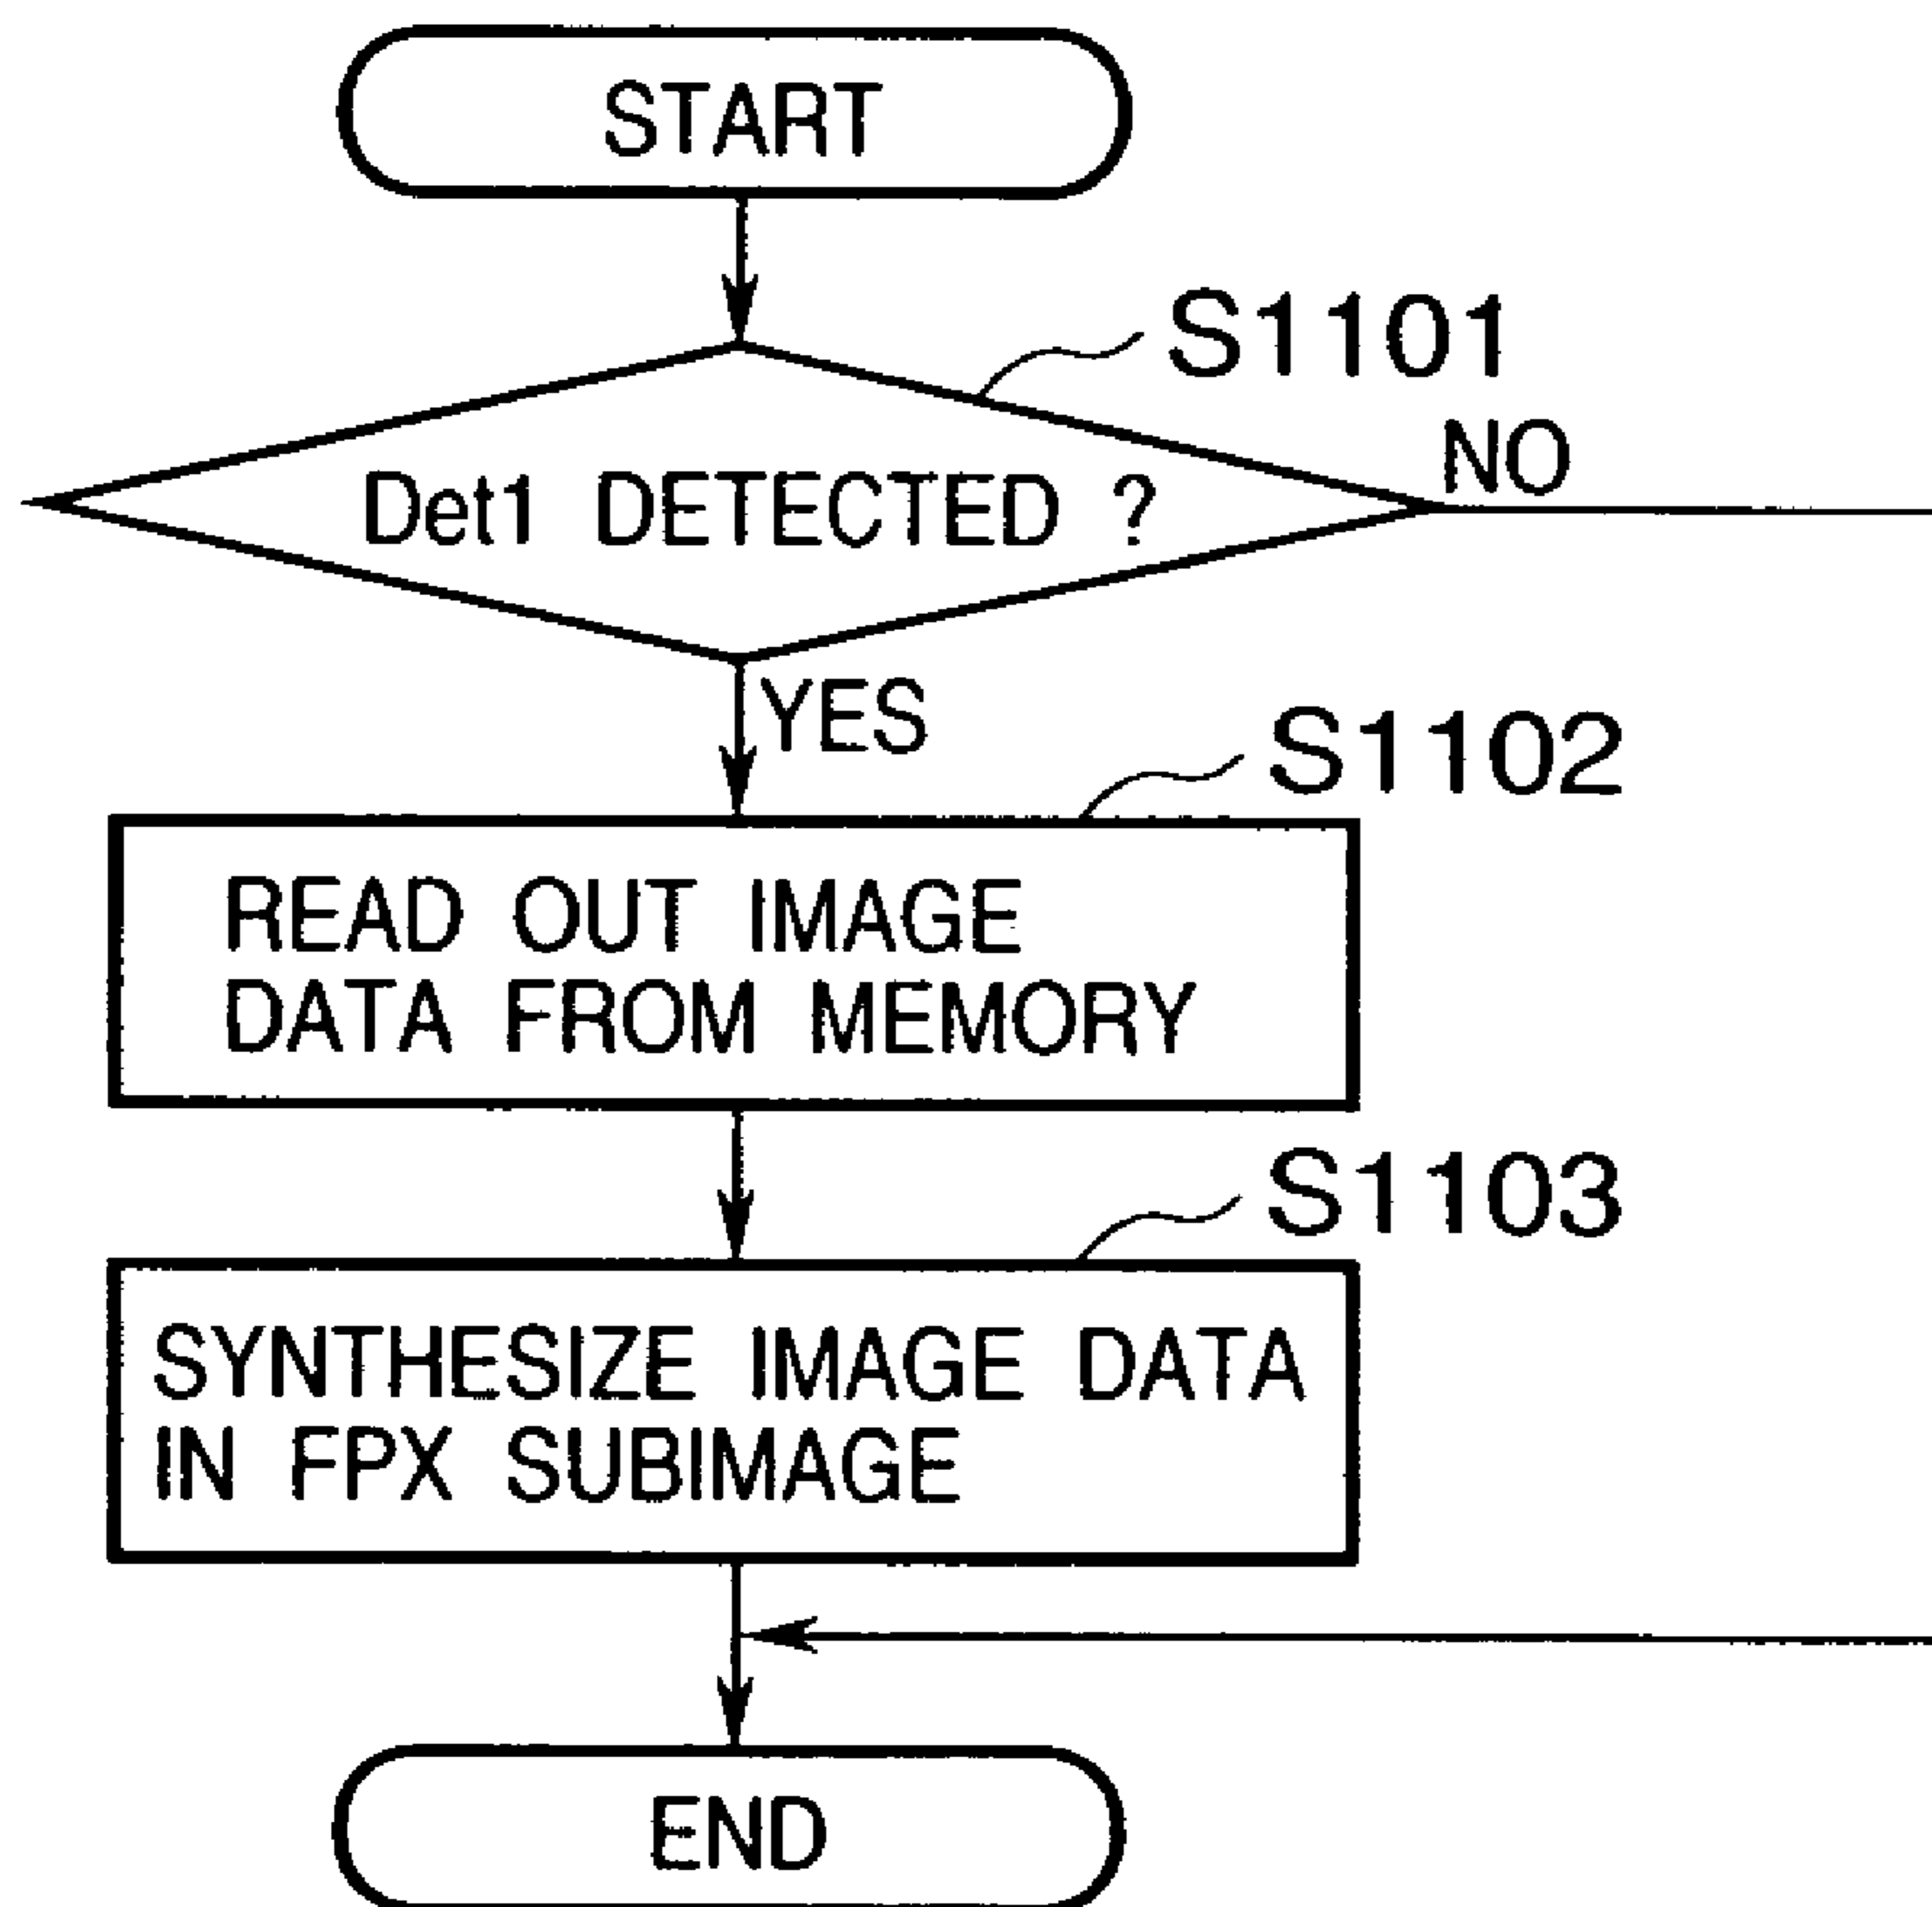 START
S1101
NO
Det1 DETECTED ?
YES
S1102
READ OUT IMAGE
DATA FROM MEMORY
S1103
SYNTHESIZE IMAGE DATA
IN FPX SUBIMAGE
END